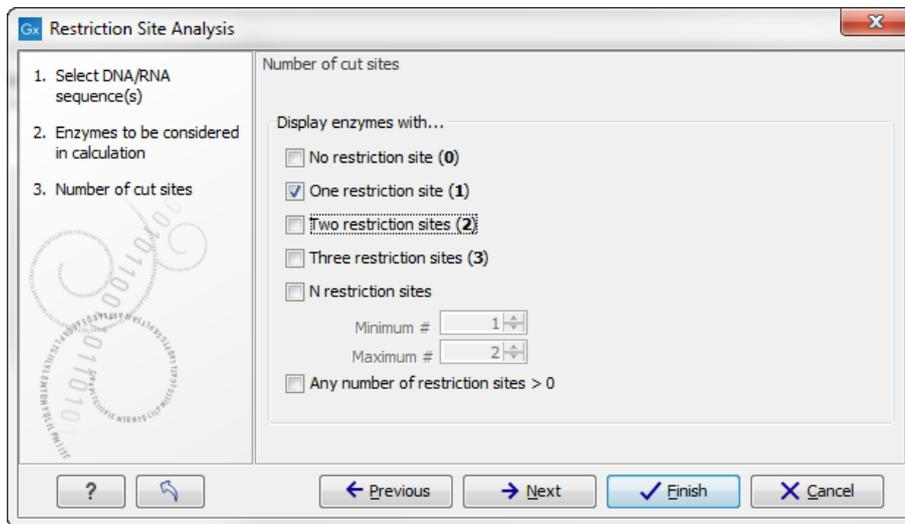 Gx Restriction Site Analysis
1. Select DNA/RNA
sequence(s)
2. Enzymes to be considered
in calculation
3. Number of cut sites
Number of cut sites
Display enzymes with...
No restriction site (0)
One restriction site (1)
Two restriction sites (2)
Three restriction sites (3)
N restriction sites
Minimum # 1
Maximum # 2
Any number of restriction sites > 0
? Previous Next Finish Cancel